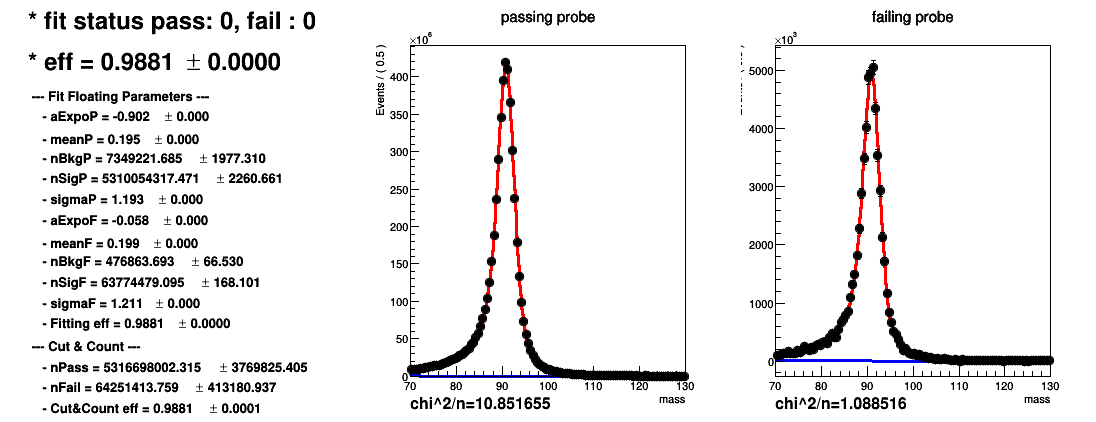 * fit status pass: 0, fail : 0
* eff = 0.9881 ± 0.0000
--- Fit Floating Parameters ---
- aExpoP = -0.902 ± 0.000
- meanP = 0.195 ± 0.000
- nBkgP = 7349221.685 ± 1977.310
- nSigP = 5310054317.471 ± 2260.661
- sigmaP = 1.193 ± 0.000
- aExpoF = -0.058 ± 0.000
- meanF = 0.199 ± 0.000
- nBkgF = 476863.693 ± 66.530
- nSigF = 63774479.095 ± 168.101
- sigmaF = 1.211 ± 0.000
- Fitting eff = 0.9881 ± 0.0000
--- Cut & Count ---
- nPass = 5316698002.315 ± 3769825.405
- nFail = 64251413.759 ± 413180.937
- Cut&Count eff = 0.9881 ± 0.0001
passing probe
×10^6
Events / ( 0.5 )
400
350
300
250
200
150
100
50
0
70 80 90 100 110 120 130
mass
chi^2/n=10.851655
failing probe
×10^3
5000
4000
3000
2000
1000
0
70 80 90 100 110 120 130
mass
chi^2/n=1.088516